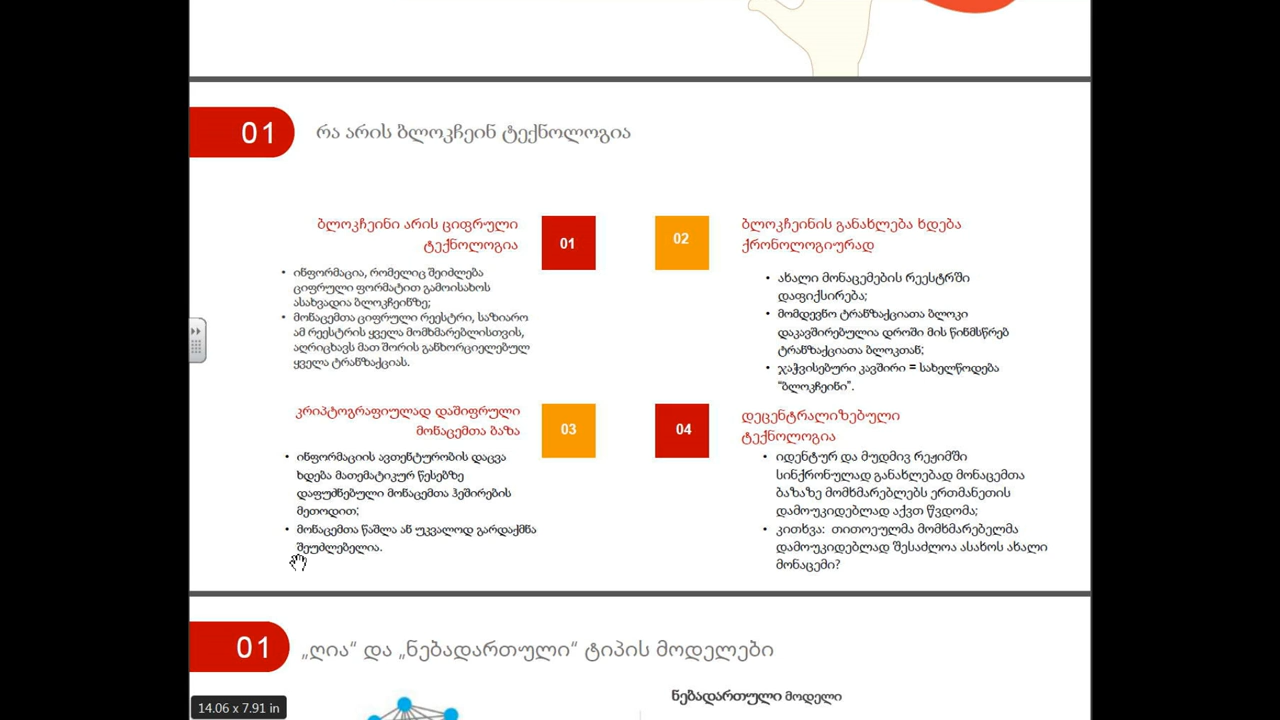 01
რა არის ბლოკჩეინ ტექნოლოგია
ბლოკჩეინი არის ციფრული
ტექნოლოგია
01
• ინფორმაცია, რომელიც შეიძლება
ციფრული ფორმატით გამოისახოს
ასახვადია ბლოკჩეინზე;
• მონაცემთა ციფრული რეესტრი, საზიარო
ამ რეესტრის ყველა მომხმარებლისთვის,
აღრიცხავს მათ შორის განხორციელებულ
ყველა ტრანზაქციას.
02
ბლოკჩეინის განახლება ხდება
ქრონოლოგიურად
• ახალი მონაცემების რეესტრში
დაფიქსირება;
• მომდევნო ტრანზაქციათა ბლოკი
დაკავშირებულია დროში მის წინმსწრებ
ტრანზაქციათა ბლოკთან;
• ჯაჭვისებური კავშირი = სახელწოდება
“ბლოკჩეინი”.
კრიპტოგრაფიულად დაშიფრული
მონაცემთა ბაზა
03
• ინფორმაციის ავთენტურობის დაცვა
ხდება მათემატიკურ წესებზე
დაფუძნებული მონაცემთა ჰეშირების
მეთოდით;
• მონაცემთა წაშლა ან უკვალოდ გარდაქმნა
შეუძლებელია.
04
დეცენტრალიზებული
ტექნოლოგია
• იდენტურ და მუდმივ რეჟიმში
სინქრონულად განახლებად მონაცემთა
ბაზაზე მომხმარებლებს ერთმანეთის
დამოუკიდებლად აქვთ წვდომა;
• კითხვა: თითოეულმა მომხმარებელმა
დამოუკიდებლად შესაძლოა ასახოს ახალი
მონაცემი?
01
„ღია“ და „ნებადართული“ ტიპის მოდელები
ნებადართული მოდელი
14.06 x 7.91 in